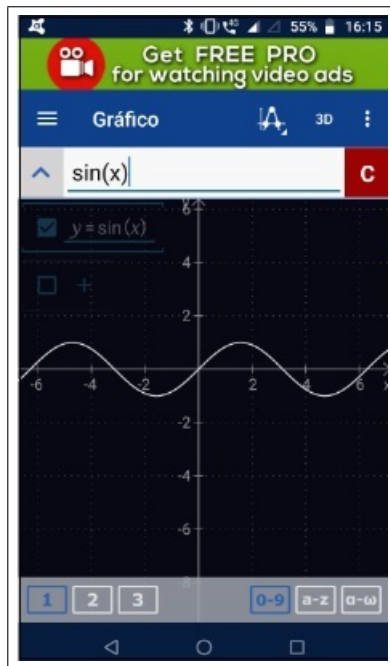 4G 55% 16:15
Get FREE PRO
for watching video ads
Gráfico 3D
sin(x) C
y
y=sin(x)
+
6
4
2
-6 -4 -2 2 4 6 x
-2
-4
-6
1 2 3 0-9 a-z α-ω